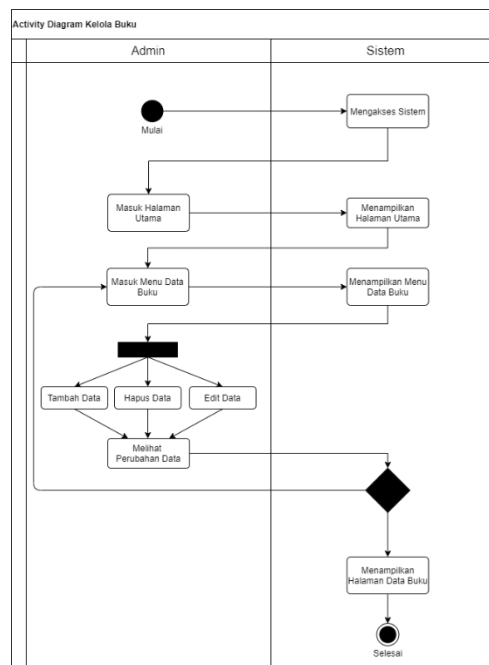 Activity Diagram Kelola Buku
Admin
Sistem
Mulai
Mengakses Sistem
Masuk Halaman
Utama
Menampilkan
Halaman Utama
Masuk Menu Data
Buku
Menampilkan Menu
Data Buku
Tambah Data
Hapus Data
Edit Data
Melihat
Perubahan Data
Menampilkan
Halaman Data Buku
Selesai